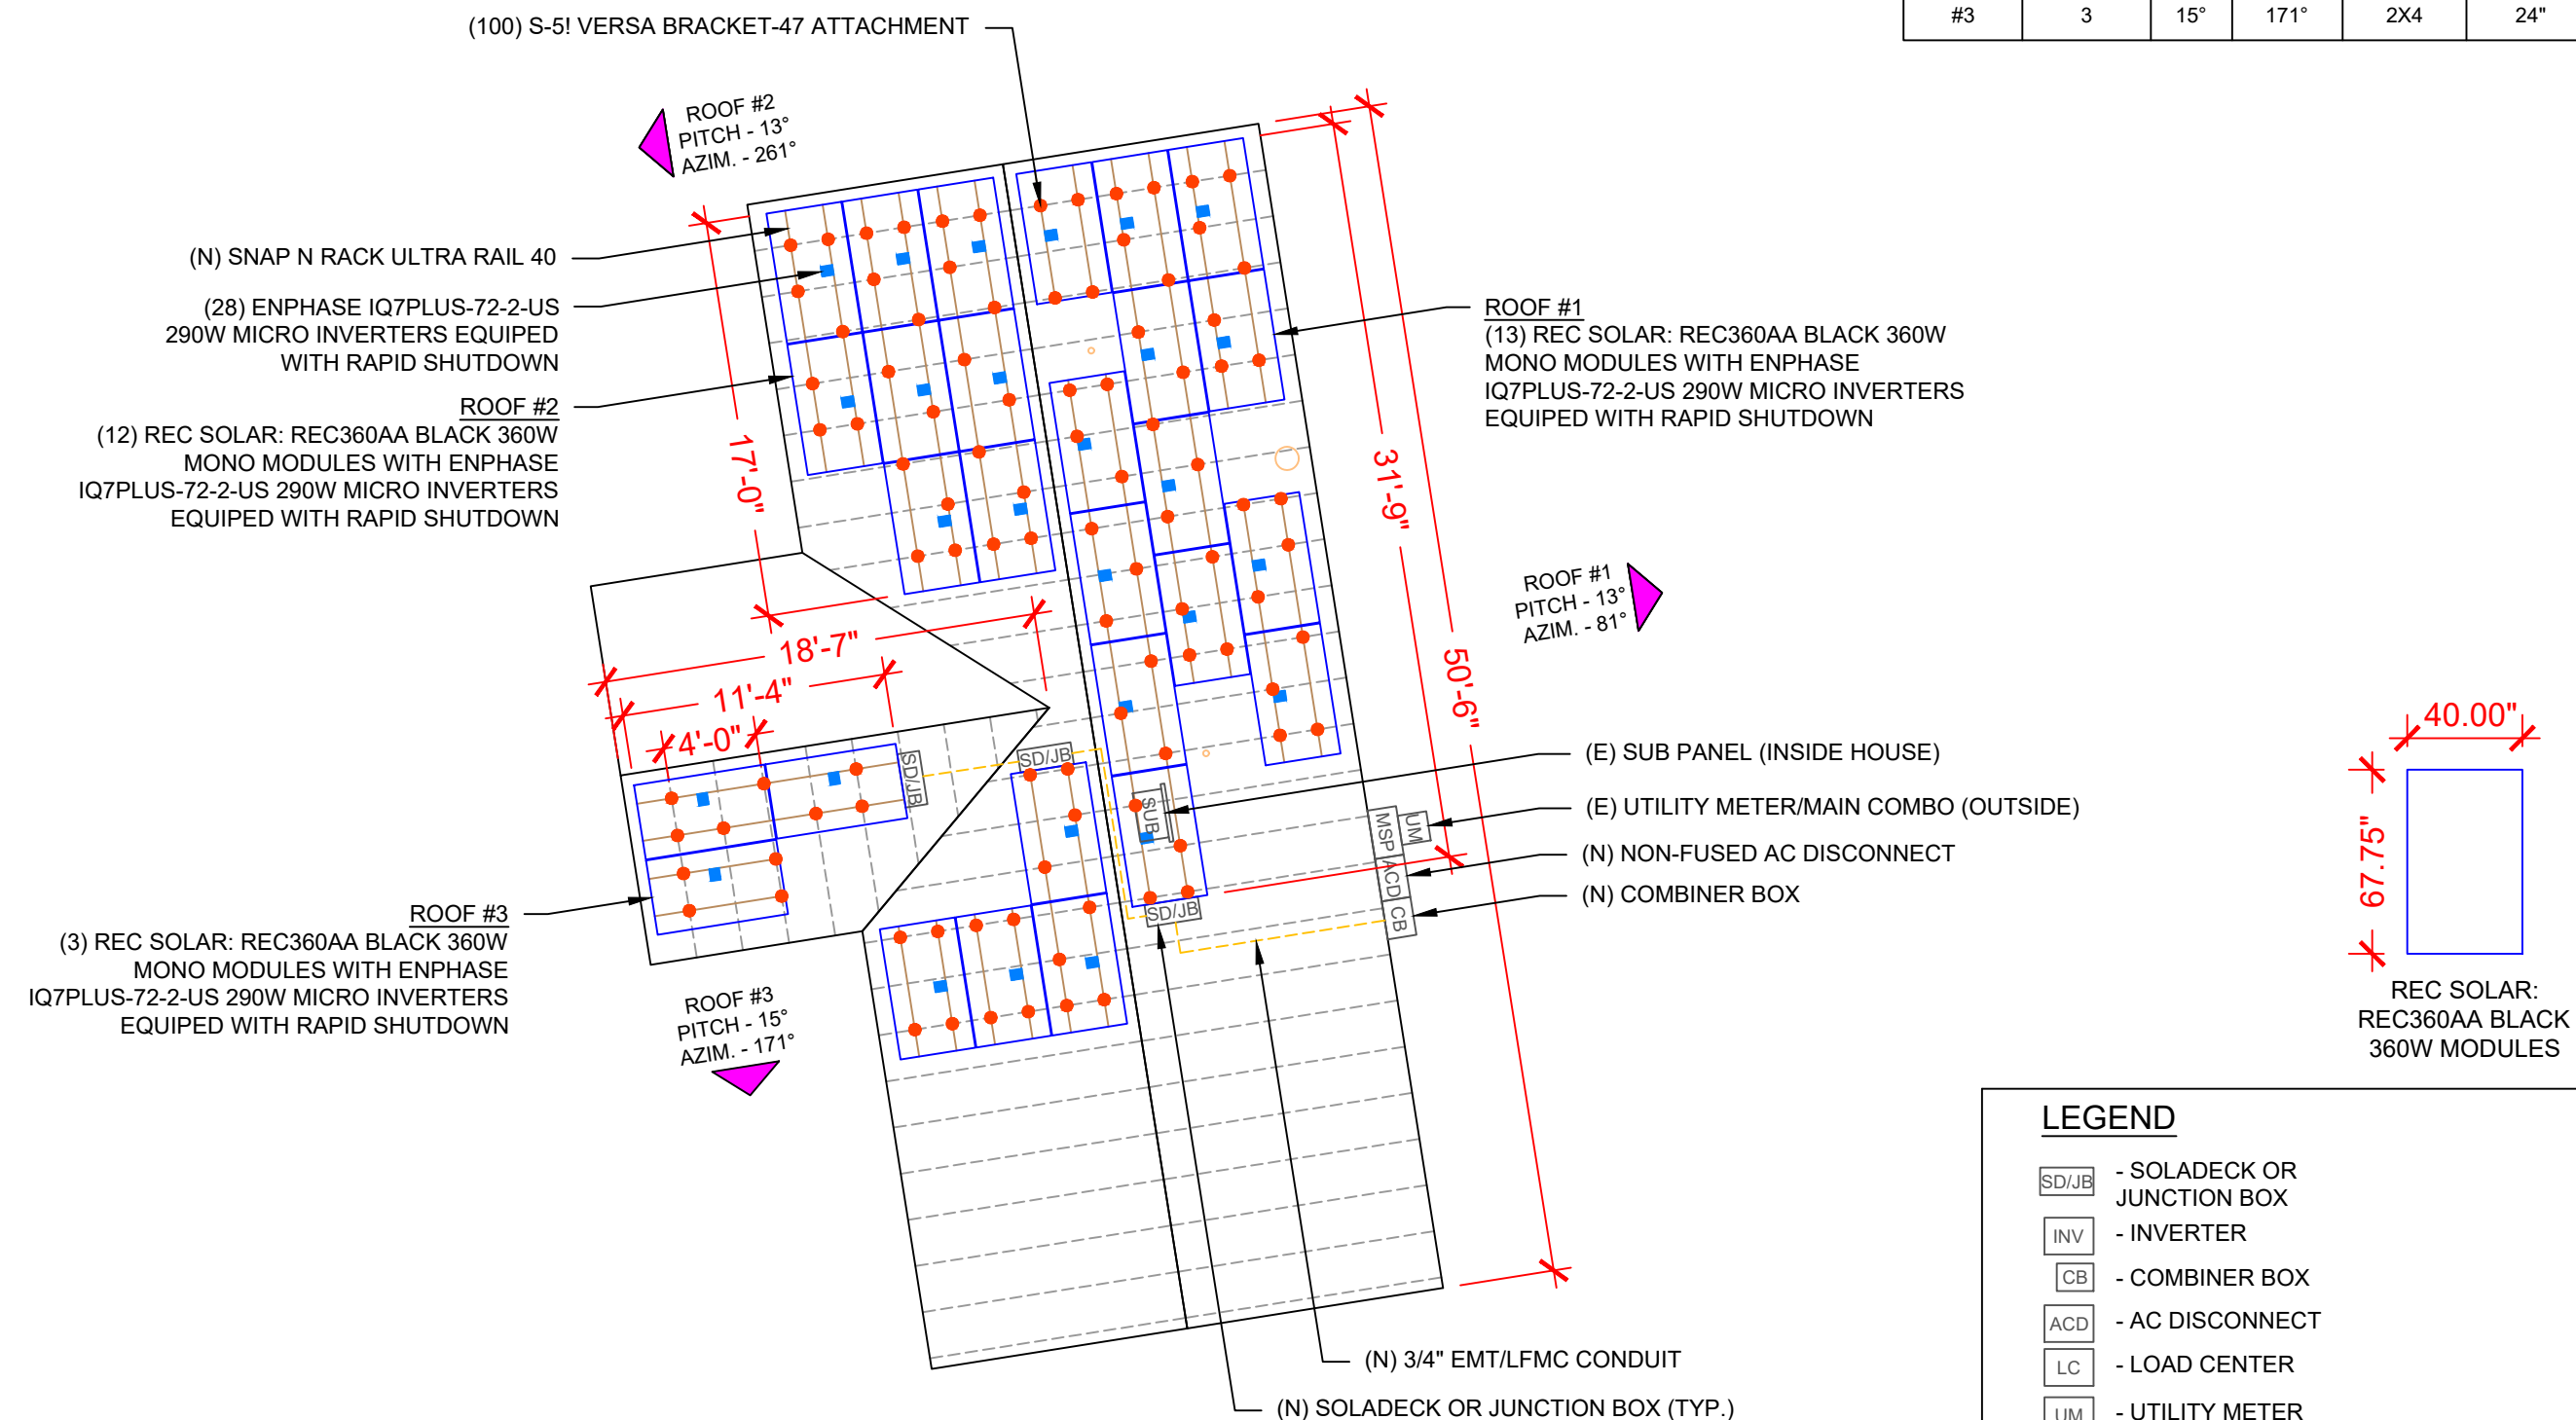 (100) S-5! VERSA BRACKET-47 ATTACHMENT
#3 3 15° 171° 2X4 24"
ROOF #2
PITCH - 13°
AZIM. - 261°
(N) SNAP N RACK ULTRA RAIL 40
(28) ENPHASE IQ7PLUS-72-2-US
290W MICRO INVERTERS EQUIPED
WITH RAPID SHUTDOWN
ROOF #2
(12) REC SOLAR: REC360AA BLACK 360W
MONO MODULES WITH ENPHASE
IQ7PLUS-72-2-US 290W MICRO INVERTERS
EQUIPED WITH RAPID SHUTDOWN
ROOF #1
(13) REC SOLAR: REC360AA BLACK 360W
MONO MODULES WITH ENPHASE
IQ7PLUS-72-2-US 290W MICRO INVERTERS
EQUIPED WITH RAPID SHUTDOWN
17'-0"
31'-9"
50'-6"
18'-7"
11'-4"
4'-0"
ROOF #1
PITCH - 13°
AZIM. - 81°
SD/JB
SD/JB
SUB
SD/JB
MSP
UM
ACD
CB
(E) SUB PANEL (INSIDE HOUSE)
(E) UTILITY METER/MAIN COMBO (OUTSIDE)
(N) NON-FUSED AC DISCONNECT
(N) COMBINER BOX
ROOF #3
(3) REC SOLAR: REC360AA BLACK 360W
MONO MODULES WITH ENPHASE
IQ7PLUS-72-2-US 290W MICRO INVERTERS
EQUIPED WITH RAPID SHUTDOWN
ROOF #3
PITCH - 15°
AZIM. - 171°
(N) 3/4" EMT/LFMC CONDUIT
(N) SOLADECK OR JUNCTION BOX (TYP.)
40.00"
67.75"
REC SOLAR:
REC360AA BLACK
360W MODULES
LEGEND
SD/JB - SOLADECK OR
JUNCTION BOX
INV - INVERTER
CB - COMBINER BOX
ACD - AC DISCONNECT
LC - LOAD CENTER
UM - UTILITY METER